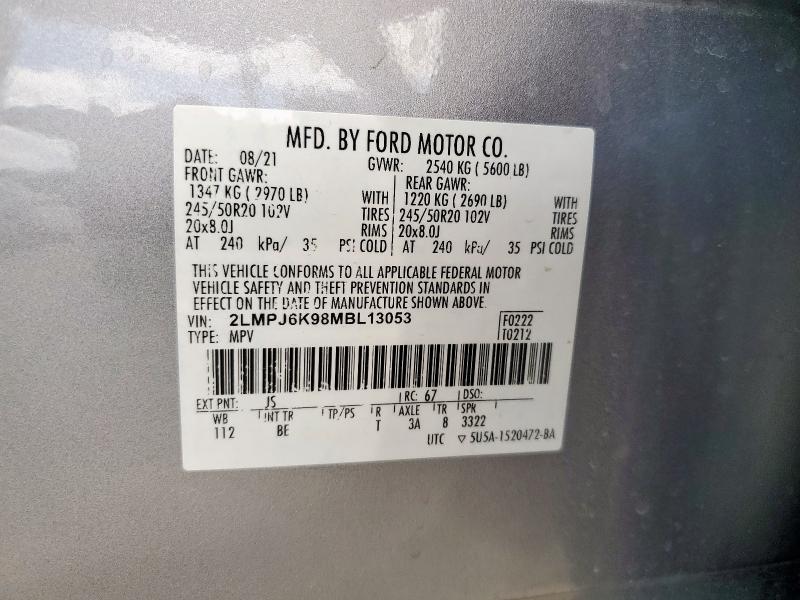 MFD. BY FORD MOTOR CO.
DATE: 08/21 GVWR: 2540 KG ( 5600 LB)
FRONT GAWR: REAR GAWR:
1347 KG ( 2970 LB) WITH 1220 KG ( 2690 LB) WITH
245/50R20 102V TIRES 245/50R20 102V TIRES
20x8.0J RIMS 20x8.0J RIMS
AT 240 kPa/ 35 PSI COLD AT 240 kPa/ 35 PSI COLD
THIS VEHICLE CONFORMS TO ALL APPLICABLE FEDERAL MOTOR
VEHICLE SAFETY AND THEFT PREVENTION STANDARDS IN
EFFECT ON THE DATE OF MANUFACTURE SHOWN ABOVE.
VIN: 2LMPJ6K98MBL13053 F0222
TYPE: MPV T0212
EXT PNT: JS RC: 67 DSO:
WB INT TR TP/PS R AXLE TR SPR
112 BE T 3A 8 3322
UTC ▽ 5U5A-1520472-BA